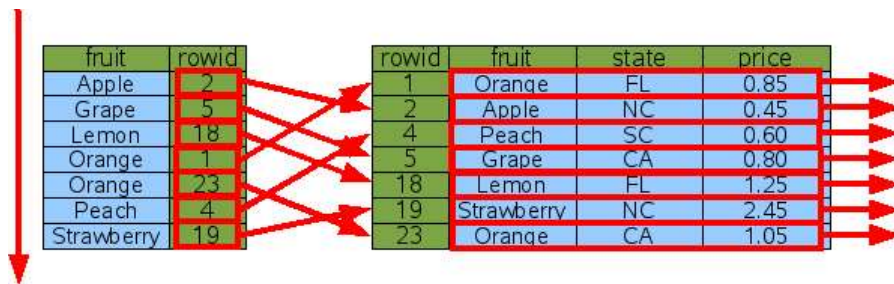 fruit rowid
Apple 2
Grape 5
Lemon 18
Orange 1
Orange 23
Peach 4
Strawberry 19
rowid fruit state price
1 Orange FL 0.85
2 Apple NC 0.45
4 Peach SC 0.60
5 Grape CA 0.80
18 Lemon FL 1.25
19 Strawberry NC 2.45
23 Orange CA 1.05